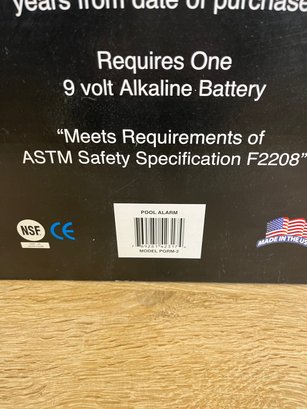 years from date of purchase
Requires One
9 volt Alkaline Battery
"Meets Requirements of
ASTM Safety Specification F2208"
POOL ALARM
MODEL PGRM-2
NSF
CE
MADE IN THE US